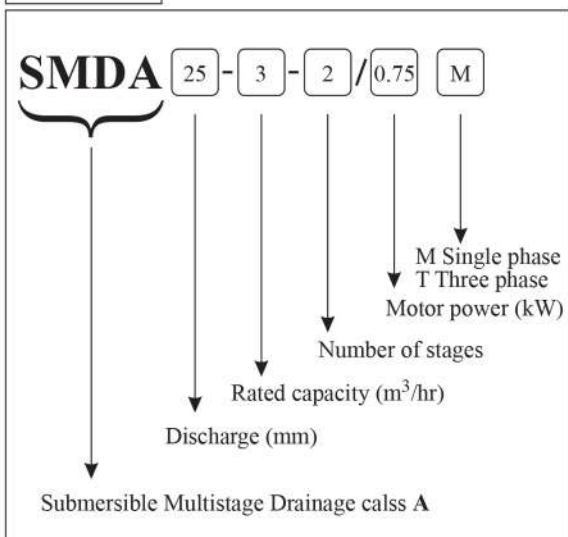 SMDA 25 - 3 - 2 / 0.75 M
M Single phase
T Three phase
Motor power (kW)
Number of stages
Rated capacity (m³/hr)
Discharge (mm)
Submersible Multistage Drainage calss A